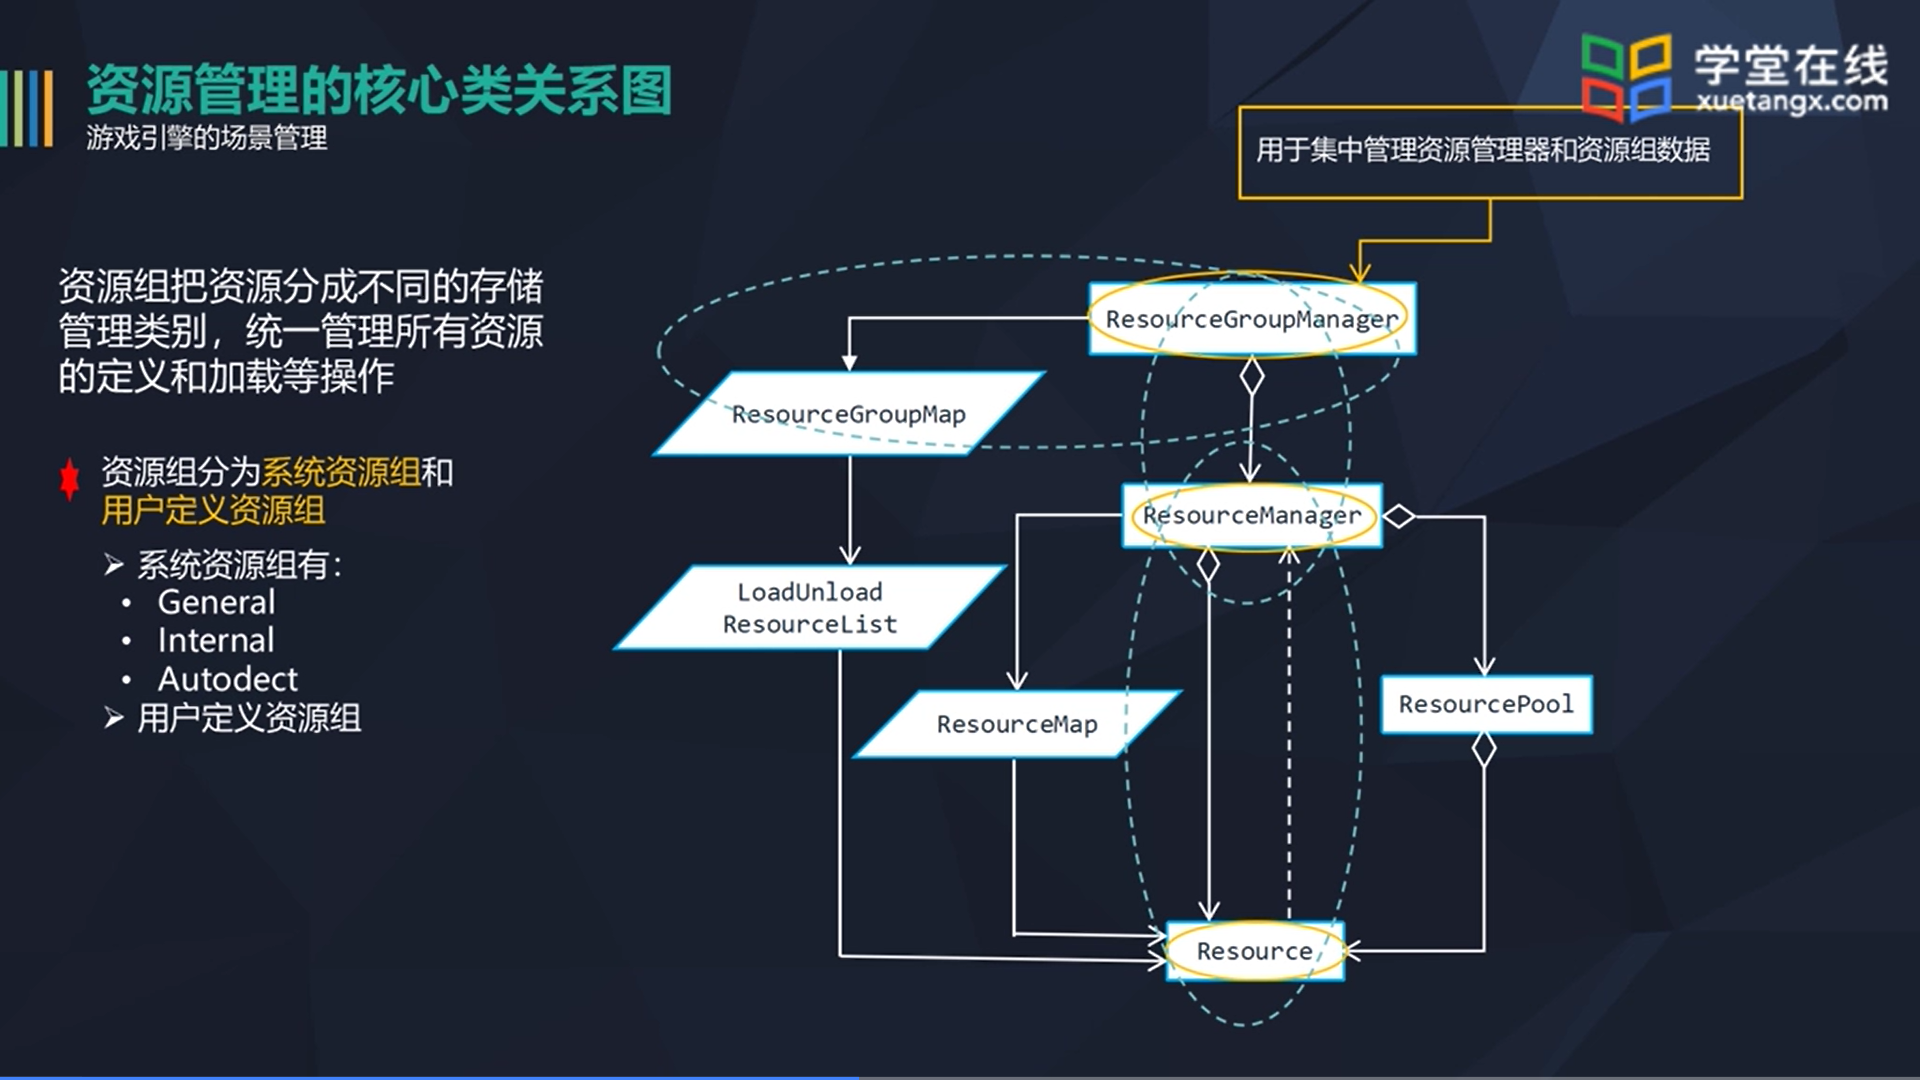 资源管理的核心类关系图
游戏引擎的场景管理
学堂在线
xuetangx.com
用于集中管理资源管理器和资源组数据
资源组把资源分成不同的存储
管理类别，统一管理所有资源
的定义和加载等操作
资源组分为系统资源组和
用户定义资源组
系统资源组有：
General
Internal
Autodect
用户定义资源组
ResourceGroupManager
ResourceGroupMap
ResourceManager
LoadUnload
ResourceList
ResourceMap
ResourcePool
Resource